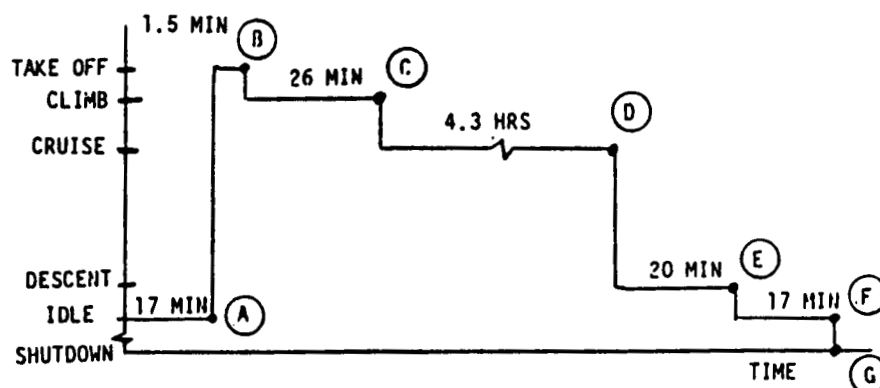 1.5 MIN
B
TAKE OFF
26 MIN
C
CLIMB
4.3 HRS
D
CRUISE
DESCENT
20 MIN
E
IDLE
17 MIN
A
17 MIN
F
SHUTDOWN
TIME
G